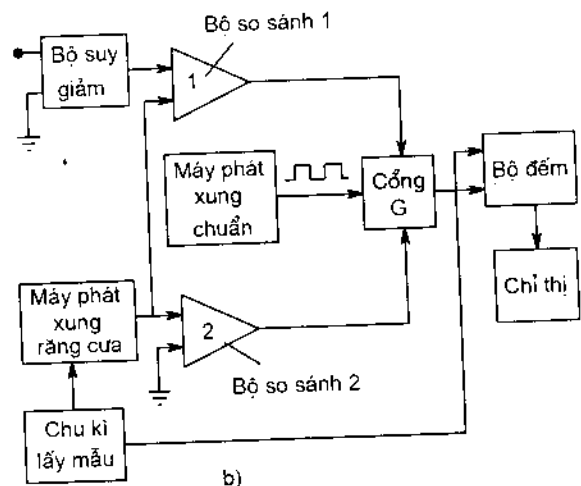 Bộ so sánh 1
Bộ suy
giảm
1
Máy phát
xung
chuẩn
Cổng
G
Bộ đếm
Chỉ thị
Máy phát
xung
răng cưa
2
Bộ so sánh 2
Chu kì
lấy mẫu
b)